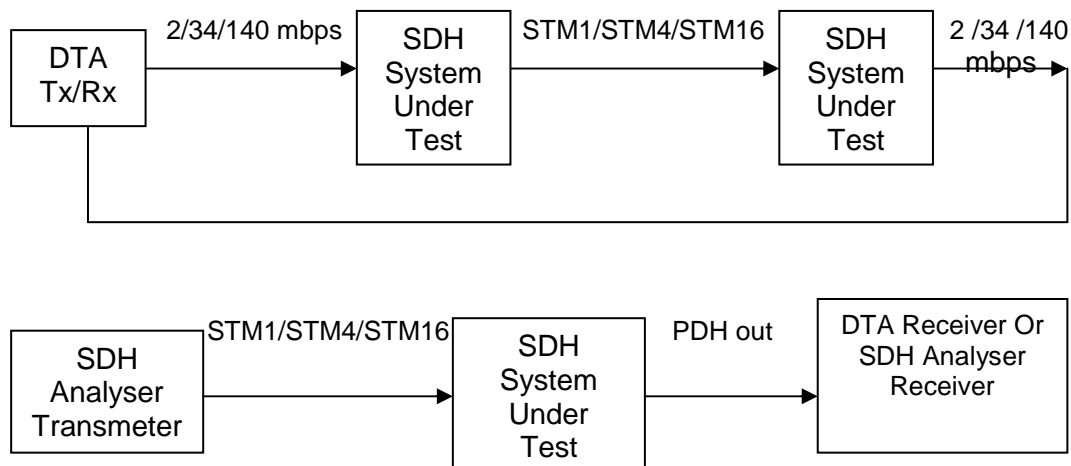 DTA
Tx/Rx
2/34/140 mbps
SDH
System
Under
Test
STM1/STM4/STM16
SDH
System
Under
Test
2 /34 /140
mbps
SDH
Analyser
Transmeter
STM1/STM4/STM16
SDH
System
Under
Test
PDH out
DTA Receiver Or
SDH Analyser
Receiver